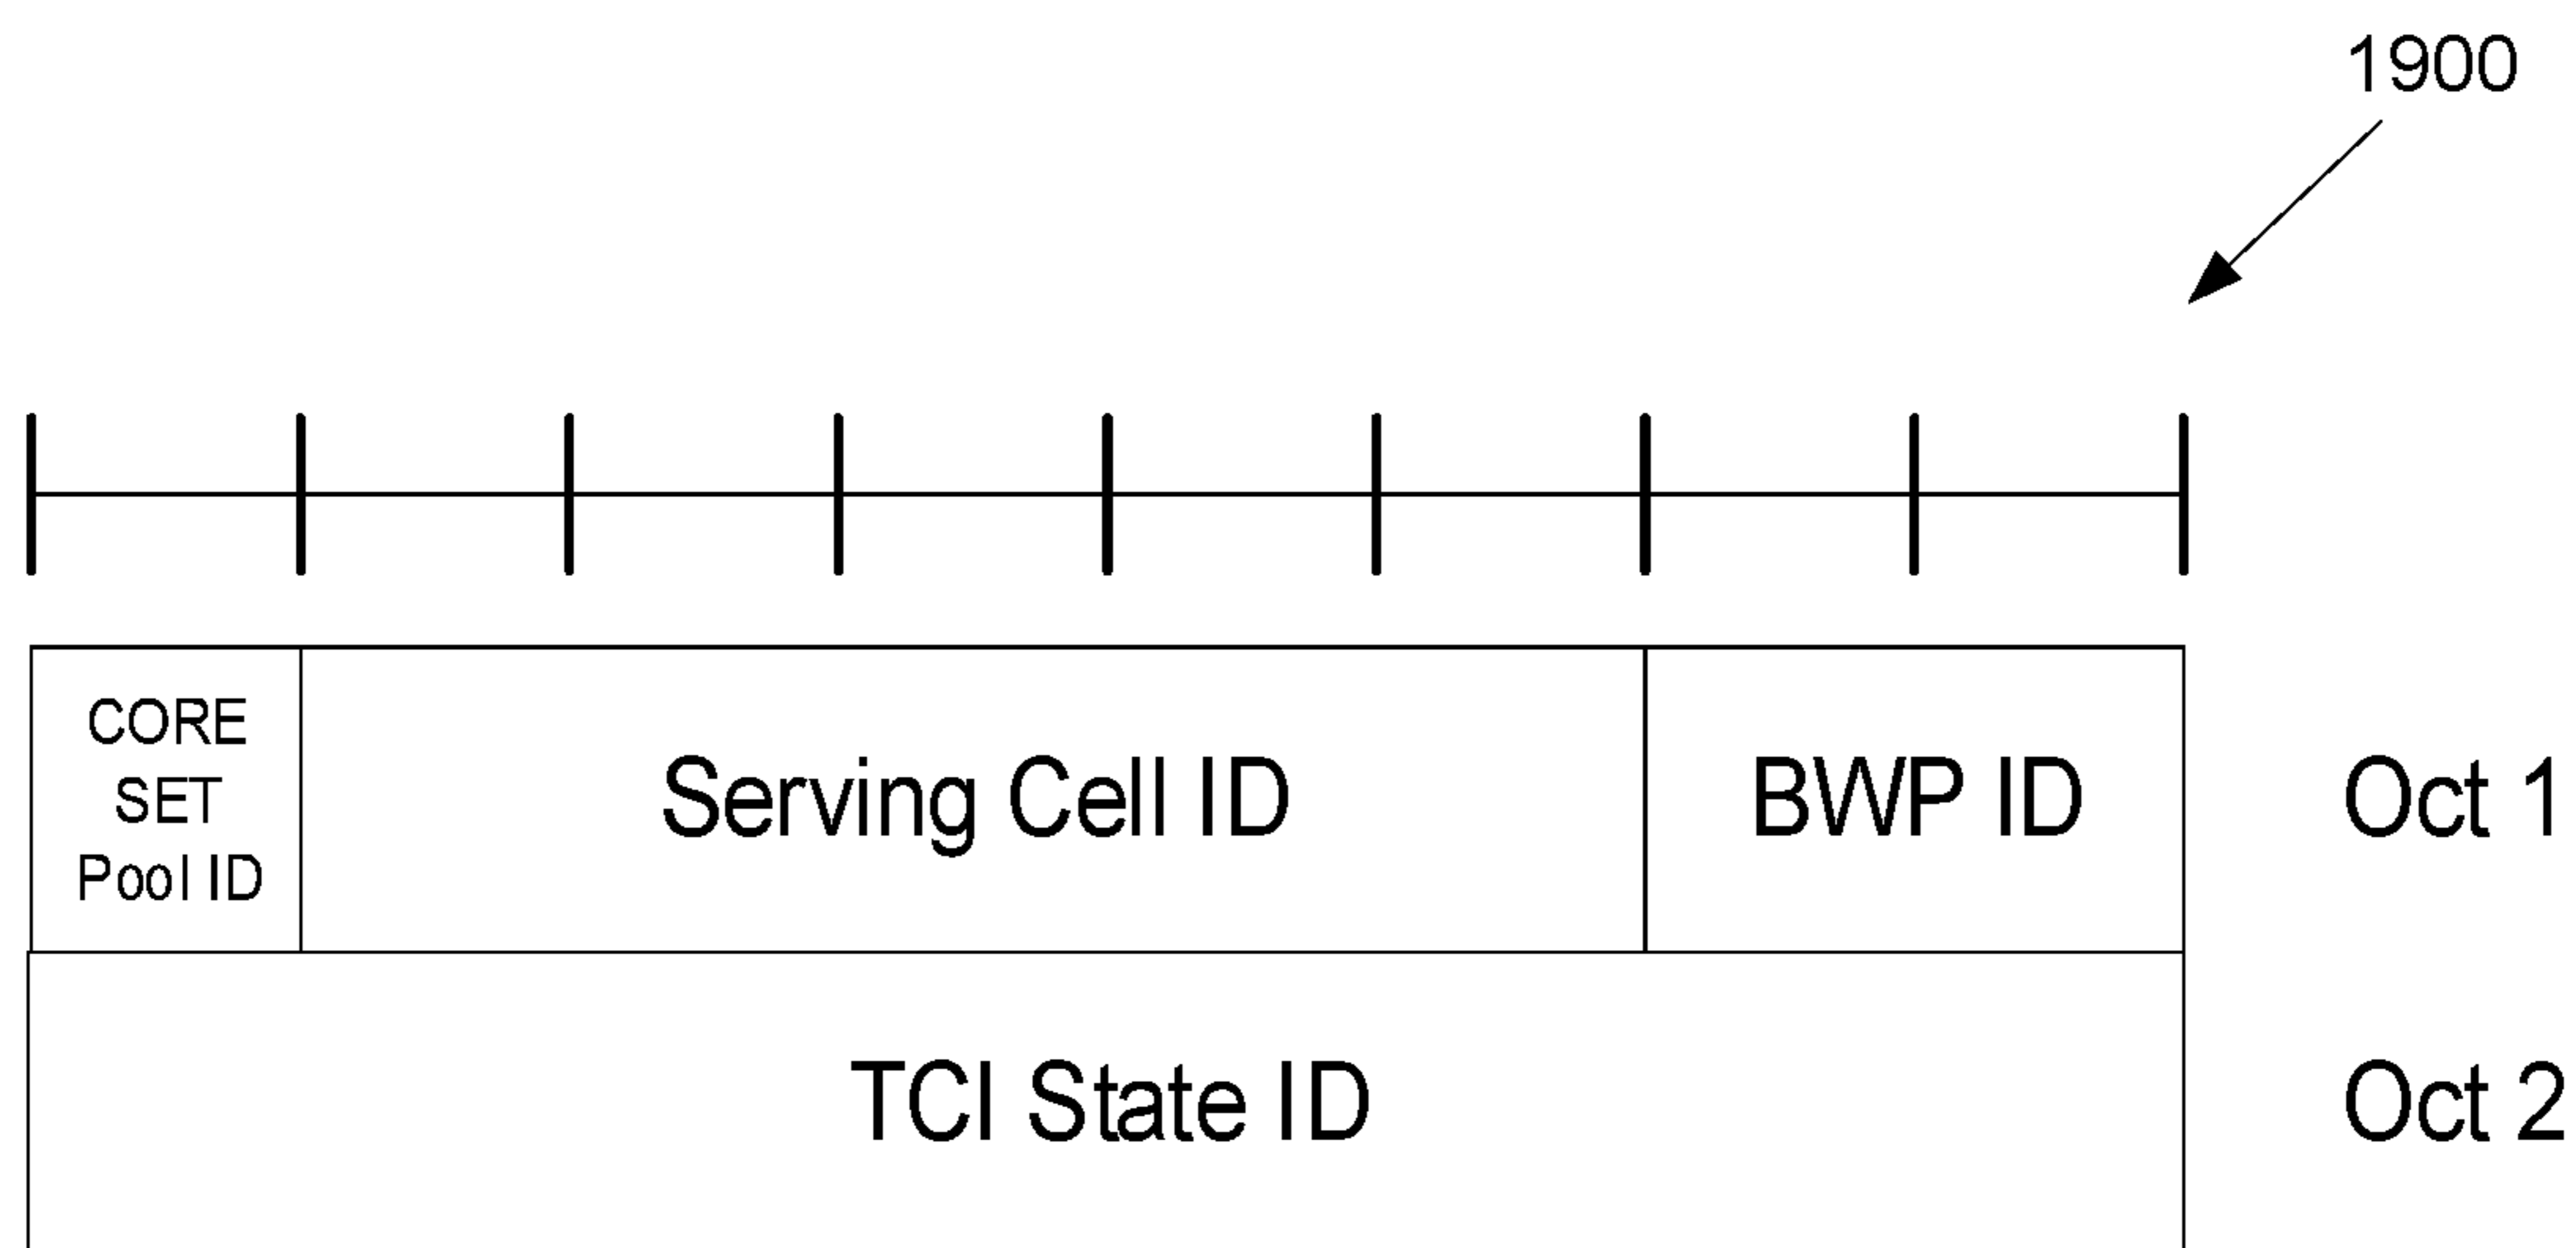 1900
CORE
SET
Pool ID
Serving Cell ID
BWP ID
Oct 1
TCI State ID
Oct 2